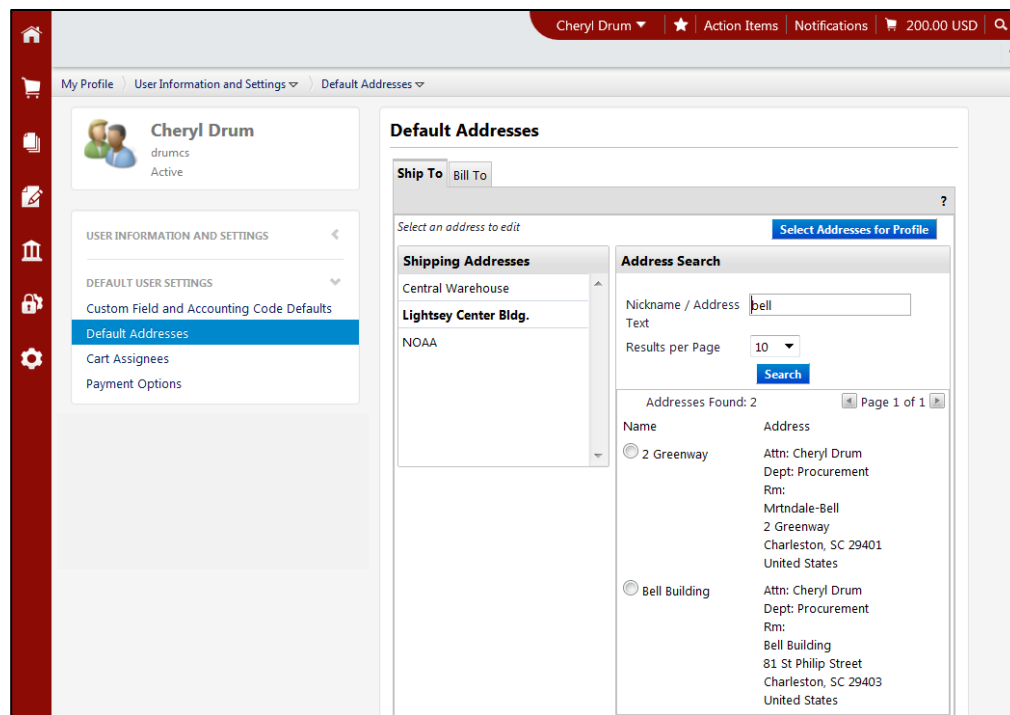 Cheryl Drum Action Items Notifications 200.00 USD
My Profile User Information and Settings Default Addresses
Cheryl Drum
drumcs
Active
USER INFORMATION AND SETTINGS
DEFAULT USER SETTINGS
Custom Field and Accounting Code Defaults
Default Addresses
Cart Assignees
Payment Options
Default Addresses
Ship To Bill To
?
Select an address to edit
Select Addresses for Profile
Shipping Addresses
Central Warehouse
Lightsey Center Bldg.
NOAA
Address Search
Nickname / Address bell
Text
Results per Page 10
Search
Addresses Found: 2 Page 1 of 1
Name Address
2 Greenway Attn: Cheryl Drum
Dept: Procurement
Rm:
Mrtndale-Bell
2 Greenway
Charleston, SC 29401
United States
Bell Building Attn: Cheryl Drum
Dept: Procurement
Rm:
Bell Building
81 St Philip Street
Charleston, SC 29403
United States